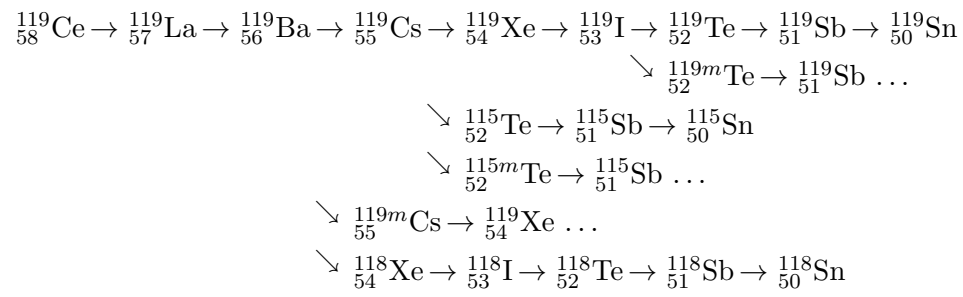 ¹¹⁹₅₈Ce → ¹¹⁹₅₇La → ¹¹⁹₅₆Ba → ¹¹⁹₅₅Cs → ¹¹⁹₅₄Xe → ¹¹⁹₅₃I → ¹¹⁹₅₂Te → ¹¹⁹₅₁Sb → ¹¹⁹₅₀Sn
↘ ¹¹⁹ᵐ₅₂Te → ¹¹⁹₅₁Sb …
↘ ¹¹⁵₅₂Te → ¹¹⁵₅₁Sb → ¹¹⁵₅₀Sn
↘ ¹¹⁵ᵐ₅₂Te → ¹¹⁵₅₁Sb …
↘ ¹¹⁹ᵐ₅₅Cs → ¹¹⁹₅₄Xe …
↘ ¹¹⁸₅₄Xe → ¹¹⁸₅₃I → ¹¹⁸₅₂Te → ¹¹⁸₅₁Sb → ¹¹⁸₅₀Sn